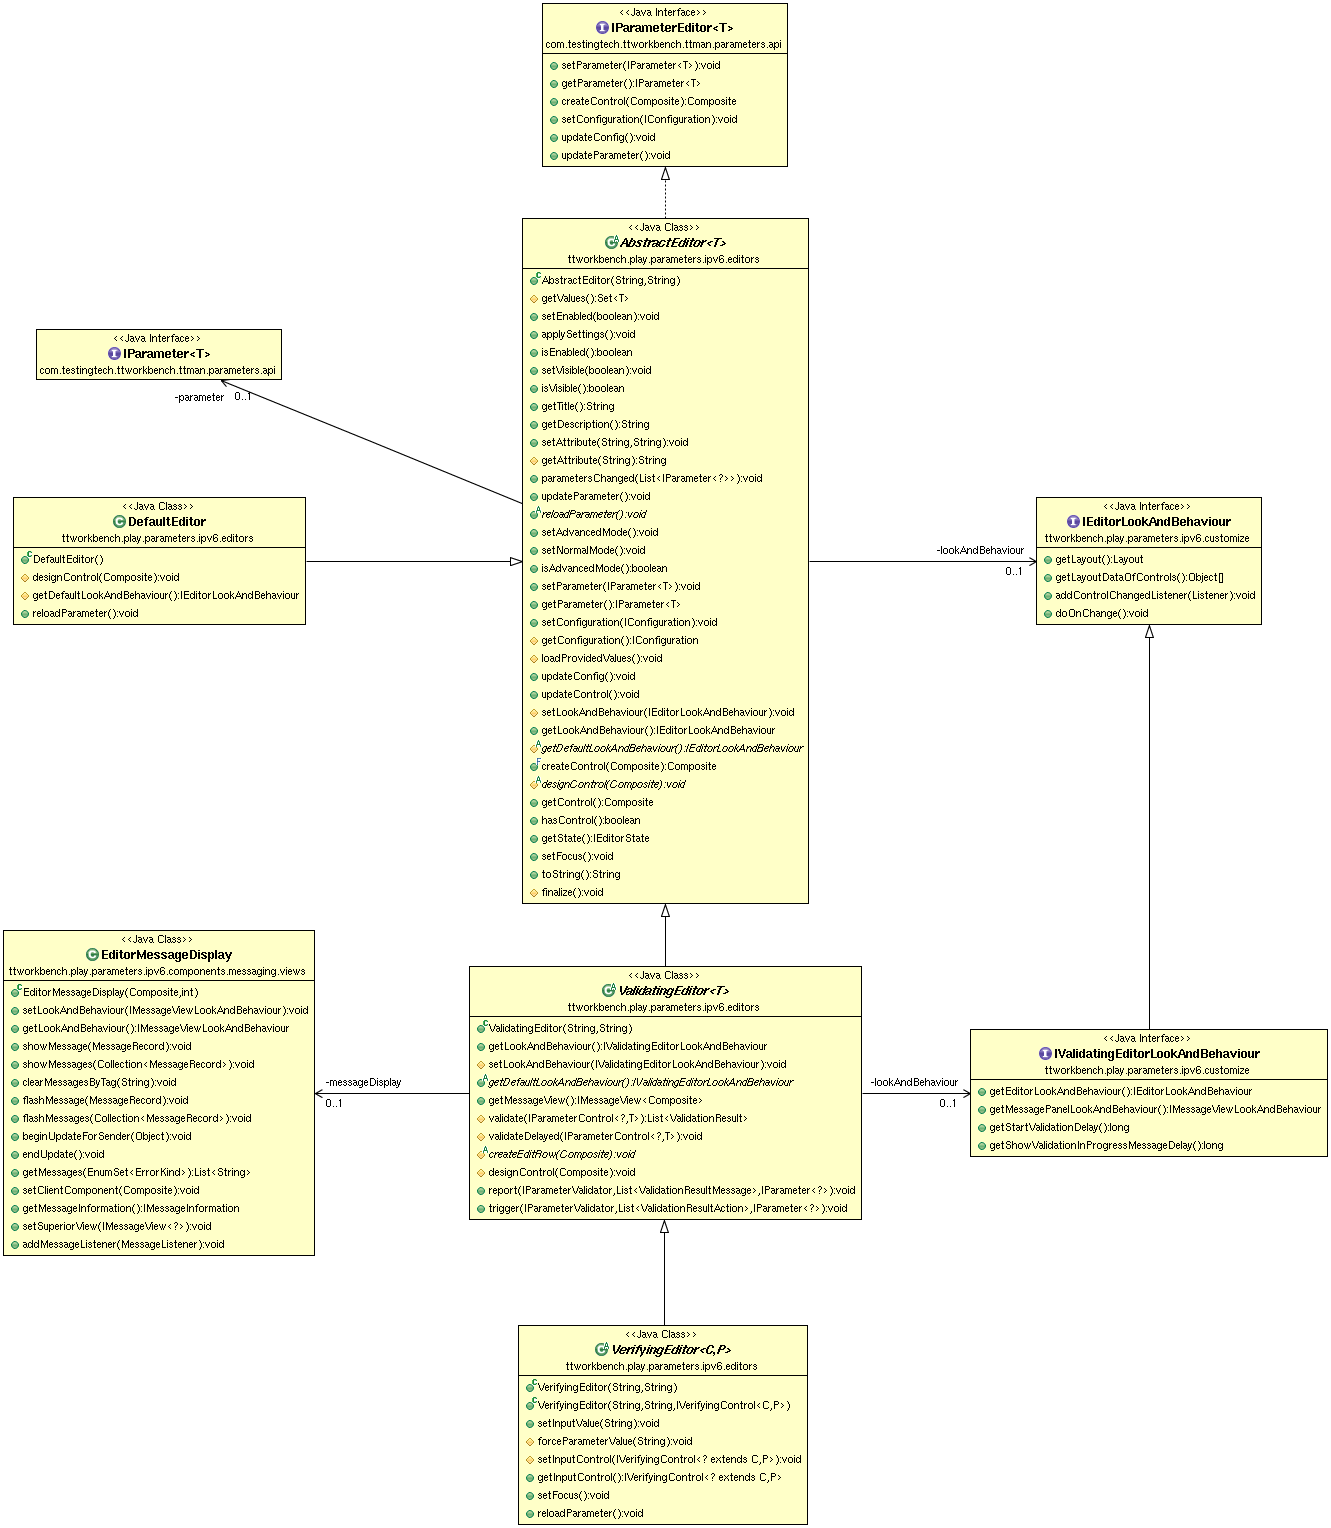 <<Java Interface>>
IParameterEditor<T>
com.testingtech.ttworkbench.ttman.parameters.api
setParameter(IParameter<T>):void
getParameter():IParameter<T>
createControl(Composite):Composite
setConfiguration(IConfiguration):void
updateConfig():void
updateParameter():void
<<Java Class>>
AbstractEditor<T>
ttworkbench.play.parameters.ipv6.editors
AbstractEditor(String,String)
getValues():Set<T>
setEnabled(boolean):void
applySettings():void
isEnabled():boolean
setVisible(boolean):void
isVisible():boolean
getTitle():String
getDescription():String
setAttribute(String,String):void
getAttribute(String):String
parametersChanged(List<IParameter<?>>):void
updateParameter():void
reloadParameter():void
setAdvancedMode():void
setNormalMode():void
isAdvancedMode():boolean
setParameter(IParameter<T>):void
getParameter():IParameter<T>
setConfiguration(IConfiguration):void
getConfiguration():IConfiguration
loadProvidedValues():void
updateConfig():void
updateControl():void
setLookAndBehaviour(IEditorLookAndBehaviour):void
getLookAndBehaviour():IEditorLookAndBehaviour
getDefaultLookAndBehaviour():IEditorLookAndBehaviour
createControl(Composite):Composite
designControl(Composite):void
getControl():Composite
hasControl():boolean
getState():IEditorState
setFocus():void
toString():String
finalize():void
<<Java Interface>>
IParameter<T>
com.testingtech.ttworkbench.ttman.parameters.api
-parameter 0..1
<<Java Class>>
DefaultEditor
ttworkbench.play.parameters.ipv6.editors
DefaultEditor()
designControl(Composite):void
getDefaultLookAndBehaviour():IEditorLookAndBehaviour
reloadParameter():void
-lookAndBehaviour
0..1
<<Java Interface>>
IEditorLookAndBehaviour
ttworkbench.play.parameters.ipv6.customize
getLayout():Layout
getLayoutDataOfControls():Object[]
addControlChangedListener(Listener):void
doOnChange():void
<<Java Class>>
EditorMessageDisplay
ttworkbench.play.parameters.ipv6.components.messaging.views
EditorMessageDisplay(Composite,int)
setLookAndBehaviour(IMessageViewLookAndBehaviour):void
getLookAndBehaviour():IMessageViewLookAndBehaviour
showMessage(MessageRecord):void
showMessages(Collection<MessageRecord>):void
clearMessagesByTag(String):void
flashMessage(MessageRecord):void
flashMessages(Collection<MessageRecord>):void
beginUpdateForSender(Object):void
endUpdate():void
getMessages(EnumSet<ErrorKind>):List<String>
setClientComponent(Composite):void
getMessageInformation():IMessageInformation
setSuperiorView(IMessageView<?>):void
addMessageListener(MessageListener):void
-messageDisplay
0..1
<<Java Class>>
ValidatingEditor<T>
ttworkbench.play.parameters.ipv6.editors
ValidatingEditor(String,String)
getLookAndBehaviour():IValidatingEditorLookAndBehaviour
setLookAndBehaviour(IValidatingEditorLookAndBehaviour):void
getDefaultLookAndBehaviour():IValidatingEditorLookAndBehaviour
getMessageView():IMessageView<Composite>
validate(IParameterControl<?,T>):List<ValidationResult>
validateDelayed(IParameterControl<?,T>):void
createEditRow(Composite):void
designControl(Composite):void
report(IParameterValidator,List<ValidationResultMessage>,IParameter<?>):void
trigger(IParameterValidator,List<ValidationResultAction>,IParameter<?>):void
-lookAndBehaviour
0..1
<<Java Interface>>
IValidatingEditorLookAndBehaviour
ttworkbench.play.parameters.ipv6.customize
getEditorLookAndBehaviour():IEditorLookAndBehaviour
getMessagePanelLookAndBehaviour():IMessageViewLookAndBehaviour
getStartValidationDelay():long
getShowValidationInProgressMessageDelay():long
<<Java Class>>
VerifyingEditor<C,P>
ttworkbench.play.parameters.ipv6.editors
VerifyingEditor(String,String)
VerifyingEditor(String,String,IVerifyingControl<C,P>)
setInputValue(String):void
forceParameterValue(String):void
setInputControl(IVerifyingControl<? extends C,P>):void
getInputControl():IVerifyingControl<? extends C,P>
setFocus():void
reloadParameter():void